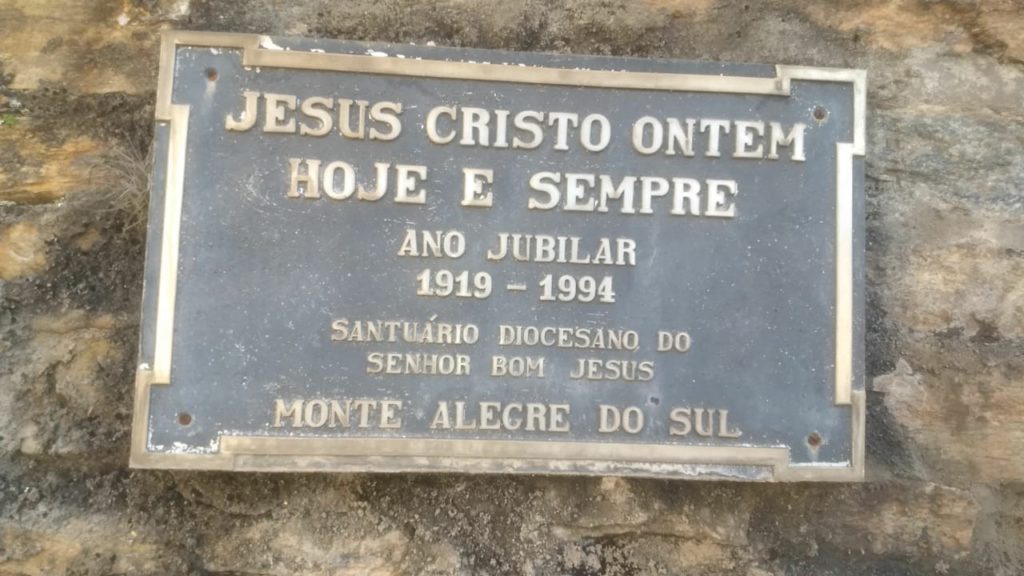 JESUS CRISTO ONTEM
HOJE E SEMPRE
ANO JUBILAR
1919 - 1994
SANTUÁRIO DIOCESANO DO
SENHOR BOM JESUS
MONTE ALEGRE DO SUL